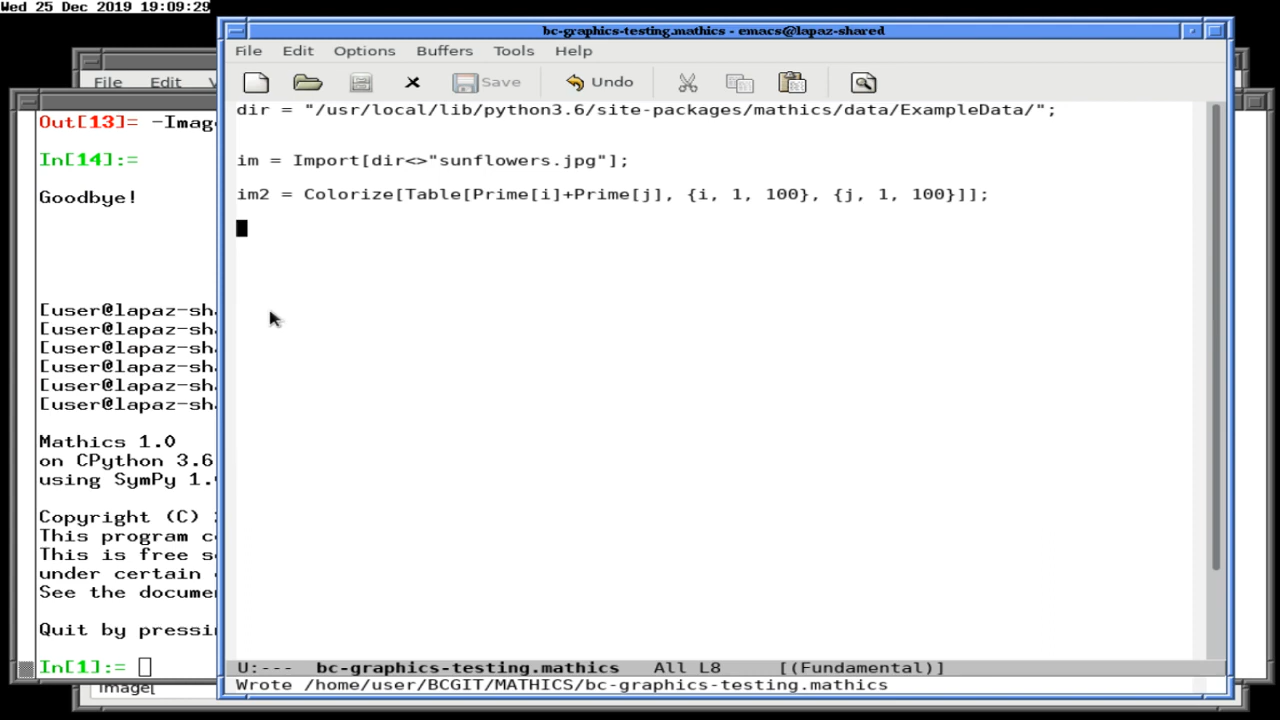 Wed 25 Dec 2019 19:09:29
bc-graphics-testing.mathics - emacs@lapaz-shared
File Edit Options Buffers Tools Help
Save Undo
dir = "/usr/local/lib/python3.6/site-packages/mathics/data/ExampleData/";
im = Import[dir<>"sunflowers.jpg"];
im2 = Colorize[Table[Prime[i]+Prime[j], {i, 1, 100}, {j, 1, 100}]];
U:--- bc-graphics-testing.mathics All L8 [(Fundamental)]
Wrote /home/user/BCGIT/MATHICS/bc-graphics-testing.mathics
File Edit
Out[13]= -Imag
In[14]:=
Goodbye!
[user@lapaz-sh
[user@lapaz-sh
[user@lapaz-sh
[user@lapaz-sh
[user@lapaz-sh
[user@lapaz-sh
Mathics 1.0
on CPython 3.6
using SymPy 1.
Copyright (C)
This program
This is free
under certain
See the docume
Quit by pressi
In[1]:=
Image[